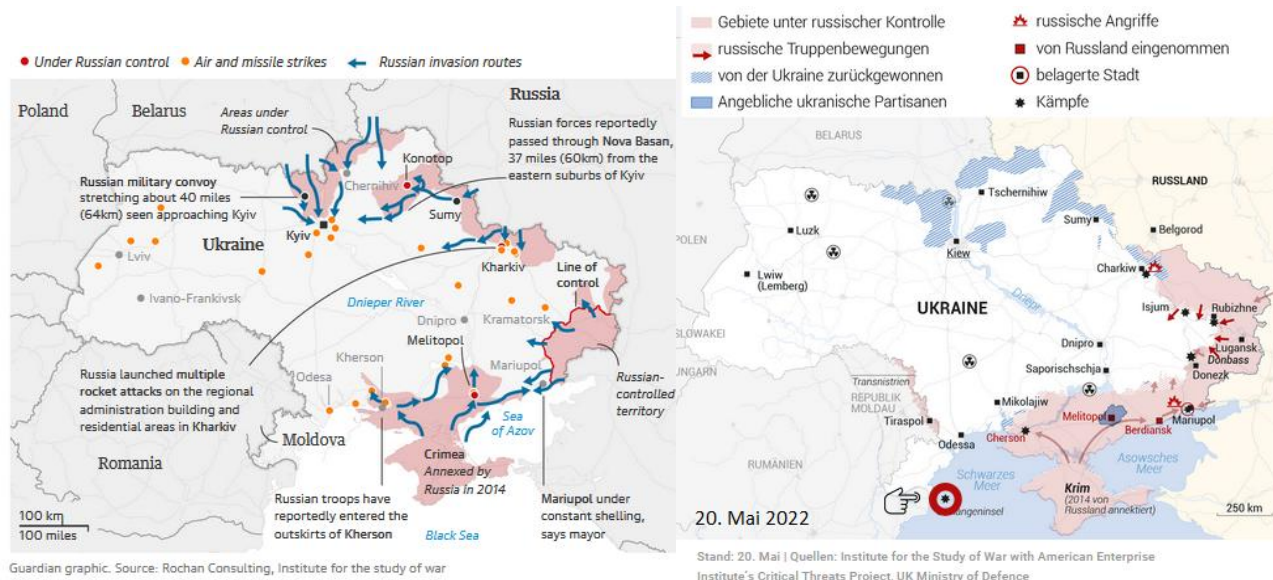 Under Russian control
Air and missile strikes
Russian invasion routes
Poland
Belarus
Russia
Areas under
Russian control
Russian forces reportedly
passed through Nova Basan,
37 miles (60km) from the
eastern suburbs of Kyiv
Konotop
Chernihiv
Russian military convoy
stretching about 40 miles
(64km) seen approaching Kyiv
Sumy
Ukraine
Kyiv
Lviv
Kharkiv
Line of
control
Ivano-Frankivsk
Dnieper River
Dnipro
Kramatorsk
Melitopol
Kherson
Mariupol
Russia launched multiple
rocket attacks on the regional
administration building and
residential areas in Kharkiv
Odesa
Russian-
controlled
territory
Sea
of Azov
Moldova
Crimea
Annexed by
Russia in 2014
Romania
Russian troops have
reportedly entered the
outskirts of Kherson
Mariupol under
constant shelling,
says mayor
Black Sea
100 km
100 miles
Guardian graphic. Source: Rochan Consulting, Institute for the study of war
Gebiete unter russischer Kontrolle
russische Truppenbewegungen
von der Ukraine zurückgewonnen
Angebliche ukranische Partisanen
russische Angriffe
von Russland eingenommen
belagerte Stadt
Kämpfe
BELARUS
RUSSLAND
Tschernihiw
Sumy
Belgorod
POLEN
Luzk
Kiew
Charkiw
Lwiw
(Lemberg)
UKRAINE
Dnepr
Isjum
Rubizhne
SLOWAKEI
Dnipro
Lugansk
Donbass
UNGARN
Saporischschja
Donezk
Transnistrien
REPUBLIK
MOLDAU
Mikolajiw
Melitopol
Tiraspol
Mariupol
Berdiansk
Odessa
Cherson
RUMÄNIEN
Asowsches
Meer
Schwarzes
Meer
Krim
(2014 von
Russland annektiert)
20. Mai 2022
250 km
Stand: 20. Mai | Quellen: Institute for the Study of War with American Enterprise
Institute's Critical Threats Project, UK Ministry of Defence